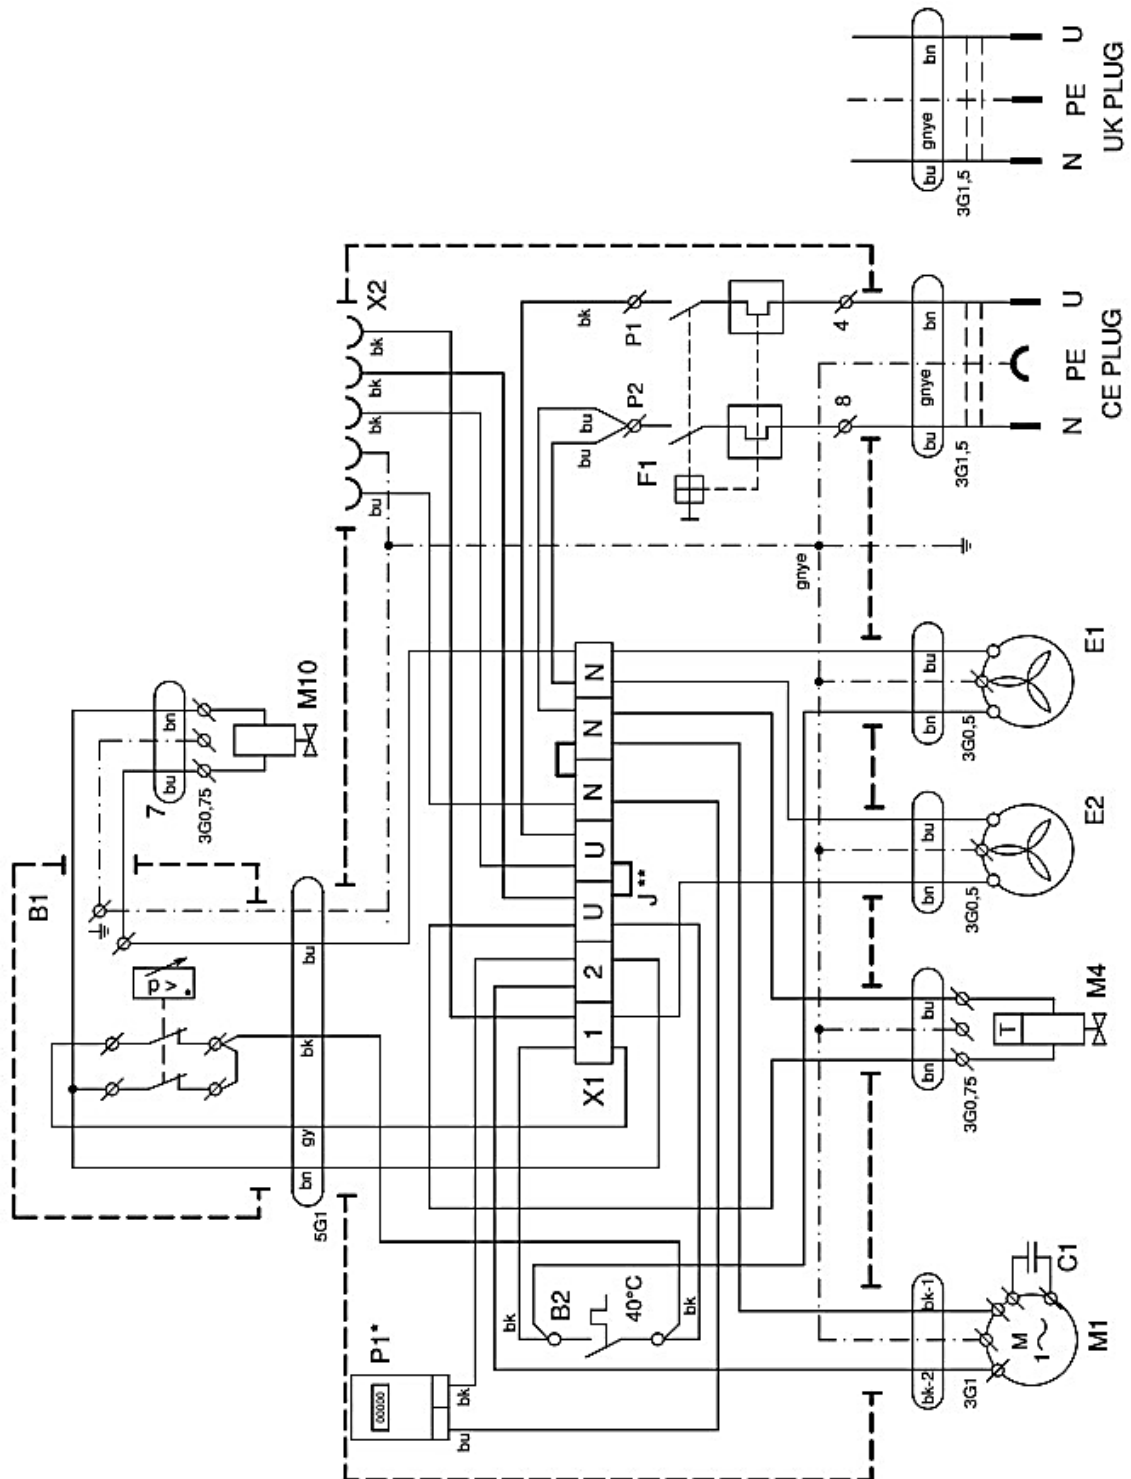 U
PE
N
UK PLUG
bn
gnye
bu
3G1,5
X2
bk
bk
bk
bu
bk
P1
bu
P2
bu
F1
4
8
bn
gnye
bu
3G1,5
U
PE
N
CE PLUG
gnye
M10
bn
bu
7
3G0,75
B1
p
v
bu
bk
gy
bn
5G1
N
N
N
U
U
2
1
X1
J**
bu
bn
3G0,5
E1
bu
bn
3G0,5
E2
bu
bn
3G0,75
T
M4
P1*
00000
bk
bu
bk
B2
40°C
bk
bk-1
bk-2
3G1
M
1~
C1
M1